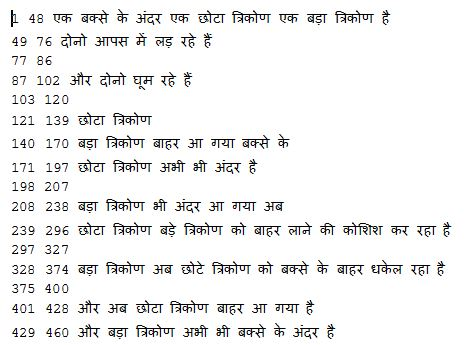 1 48 एक बक्से के अंदर एक छोटा त्रिकोण एक बड़ा त्रिकोण है
49 76 दोनो आपस में लड़ रहे हैं
77 86
87 102 और दोनो घूम रहे हैं
103 120
121 139 छोटा त्रिकोण
140 170 बड़ा त्रिकोण बाहर आ गया बक्से के
171 197 छोटा त्रिकोण अभी भी अंदर है
198 207
208 238 बड़ा त्रिकोण भी अंदर आ गया अब
239 296 छोटा त्रिकोण बड़े त्रिकोण को बाहर लाने की कोशिश कर रहा है
297 327
328 374 बड़ा त्रिकोण अब छोटे त्रिकोण को बक्से के बाहर धकेल रहा है
375 400
401 428 और अब छोटा त्रिकोण बाहर आ गया है
429 460 और बड़ा त्रिकोण अभी भी बक्से के अंदर है